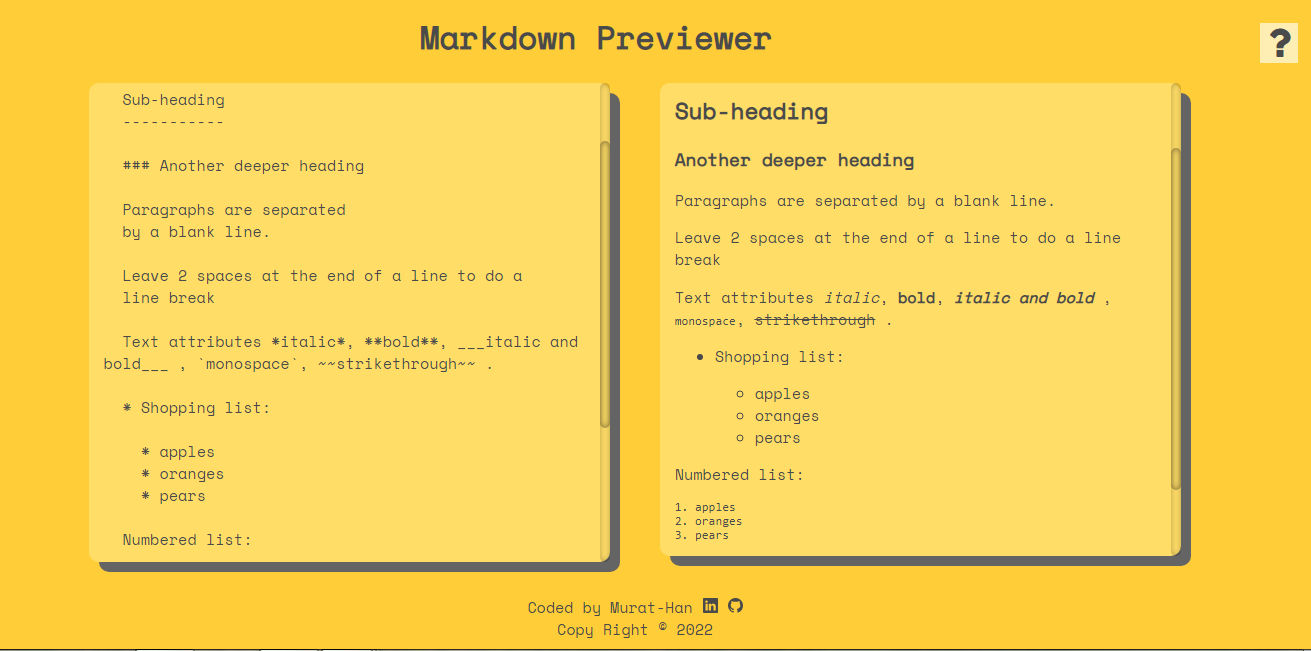 Markdown Previewer
?
Sub-heading
-----------
### Another deeper heading
Paragraphs are separated
by a blank line.
Leave 2 spaces at the end of a line to do a
line break
Text attributes *italic*, **bold**, ___italic and
bold___ , `monospace`, ~~strikethrough~~ .
* Shopping list:
* apples
* oranges
* pears
Numbered list:
Sub-heading
Another deeper heading
Paragraphs are separated by a blank line.
Leave 2 spaces at the end of a line to do a line
break
Text attributes italic, bold, italic and bold ,
monospace, strikethrough .
• Shopping list:
○ apples
○ oranges
○ pears
Numbered list:
1. apples
2. oranges
3. pears
Coded by Murat-Han in
Copy Right © 2022